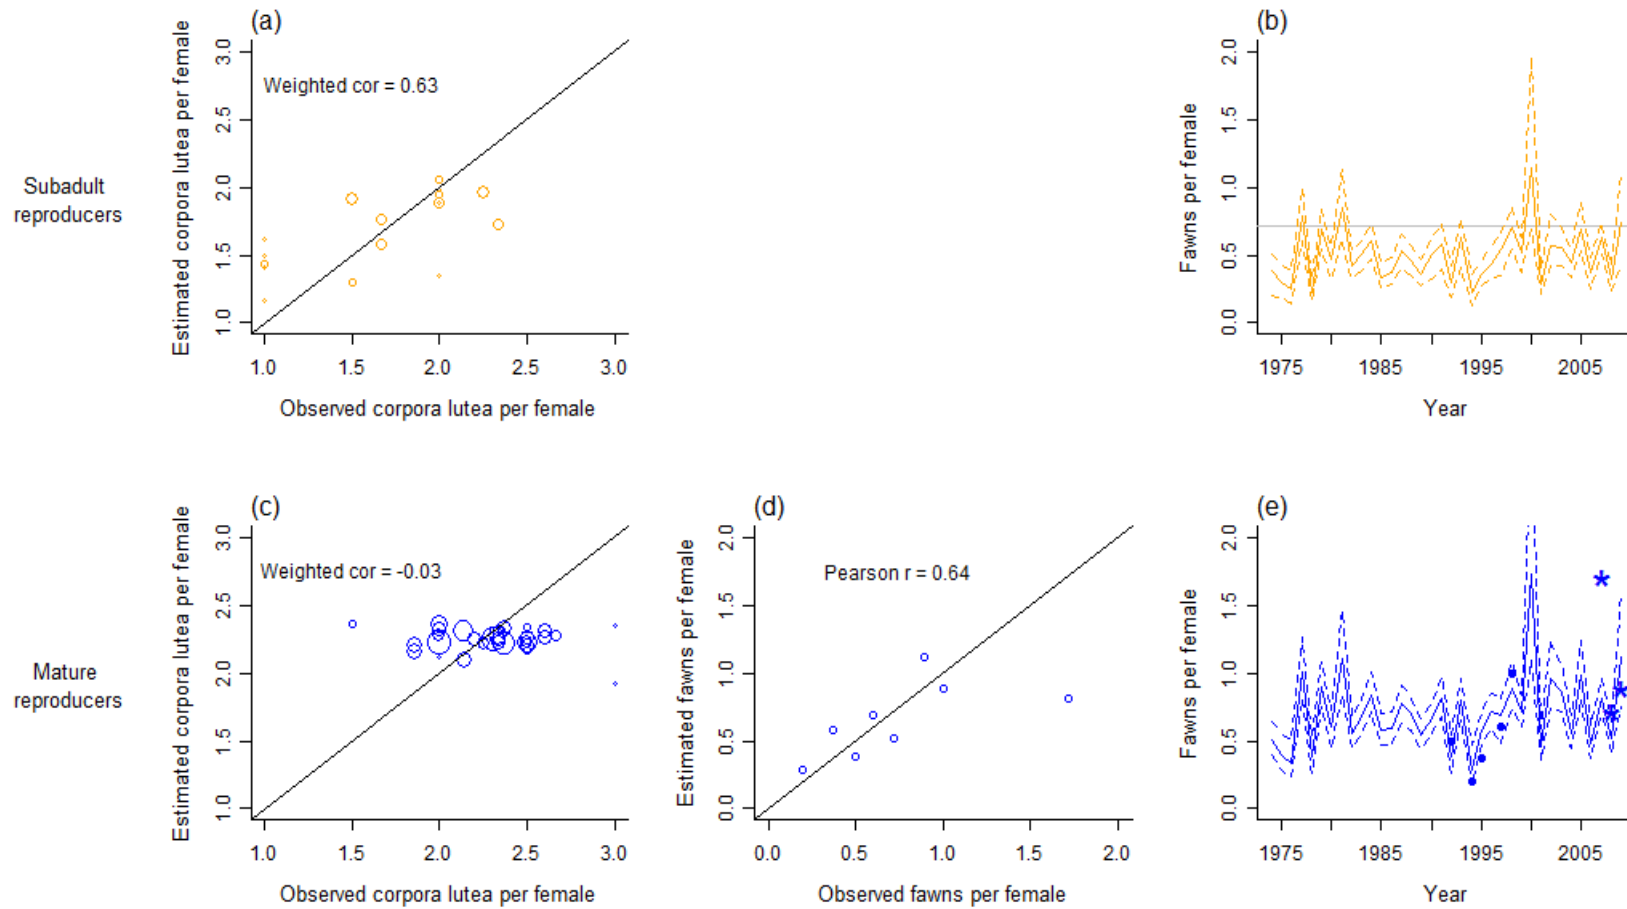 (a)
Weighted cor = 0.63
Estimated corpora lutea per female
1.0 1.5 2.0 2.5 3.0
1.0 1.5 2.0 2.5 3.0
Observed corpora lutea per female
Subadult
reproducers
(b)
Fawns per female
0.0 0.5 1.0 1.5 2.0
1975 1985 1995 2005
Year
Mature
reproducers
(c)
Weighted cor = -0.03
Estimated corpora lutea per female
1.0 1.5 2.0 2.5 3.0
1.0 1.5 2.0 2.5 3.0
Observed corpora lutea per female
(d)
Pearson r = 0.64
Estimated fawns per female
0.0 0.5 1.0 1.5 2.0
0.0 0.5 1.0 1.5 2.0
Observed fawns per female
(e)
Fawns per female
0.0 0.5 1.0 1.5 2.0
1975 1985 1995 2005
Year